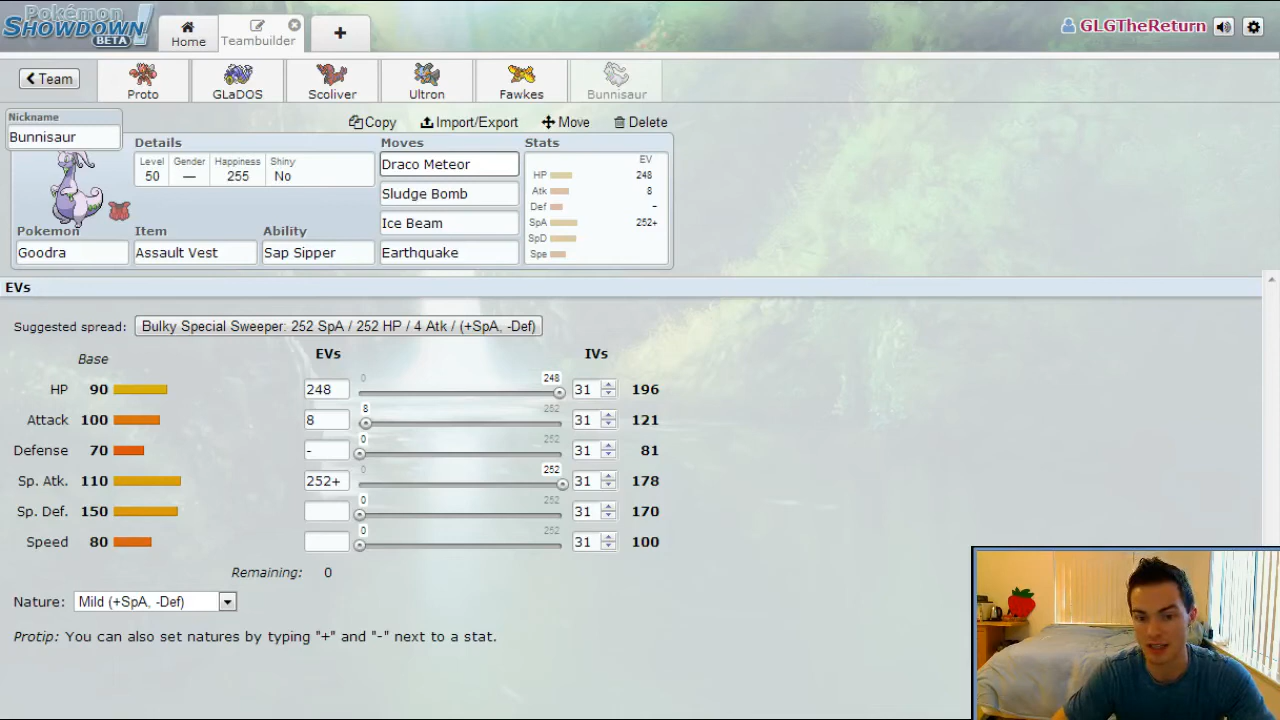 Pokémon
SHOWDOWN!
BETA
Home
Teambuilder
+
GLGTheReturn
Team
Proto
GLaDOS
Scoliver
Ultron
Fawkes
Bunnisaur
Nickname
Bunnisaur
Copy
Import/Export
Move
Delete
Details
Moves
Stats
Level
Gender
Happiness
Shiny
50
—
255
No
Draco Meteor
Sludge Bomb
Ice Beam
Earthquake
EV
HP 248
Atk 8
Def -
SpA 252+
SpD
Spe
Pokemon
Item
Ability
Goodra
Assault Vest
Sap Sipper
EVs
Suggested spread: Bulky Special Sweeper: 252 SpA / 252 HP / 4 Atk / (+SpA, -Def)
Base EVs IVs
HP 90 248 0 248 31 196
Attack 100 8 8 252 31 121
Defense 70 - 0 252 31 81
Sp. Atk. 110 252+ 0 252 31 178
Sp. Def. 150 0 252 31 170
Speed 80 0 252 31 100
Remaining: 0
Nature: Mild (+SpA, -Def)
Protip: You can also set natures by typing "+" and "-" next to a stat.